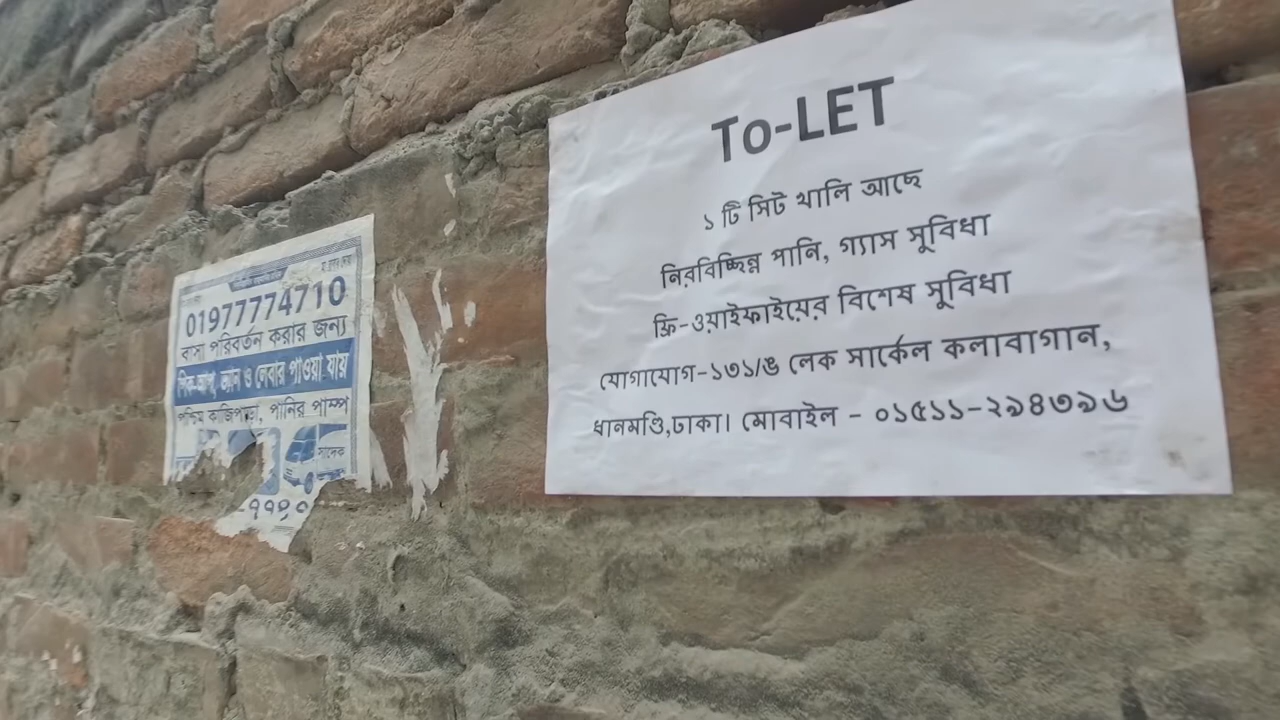 To-LET
১ টি সিট খালি আছে
নিরবিচ্ছিন্ন পানি, গ্যাস সুবিধা
ফ্রি-ওয়াইফাইয়ের বিশেষ সুবিধা
যোগাযোগ-১৩১/ঙ লেক সার্কেল কলাবাগান,
ধানমণ্ডি,ঢাকা। মোবাইল - ০১৫১১-২৯৪৩৯৬
01977774710
বাসা পরিবর্তন করার জন্য
পিক-আপ, ভ্যান ও লেবার পাওয়া যায়
পশ্চিম কাজিপাড়া, পানির পাম্প